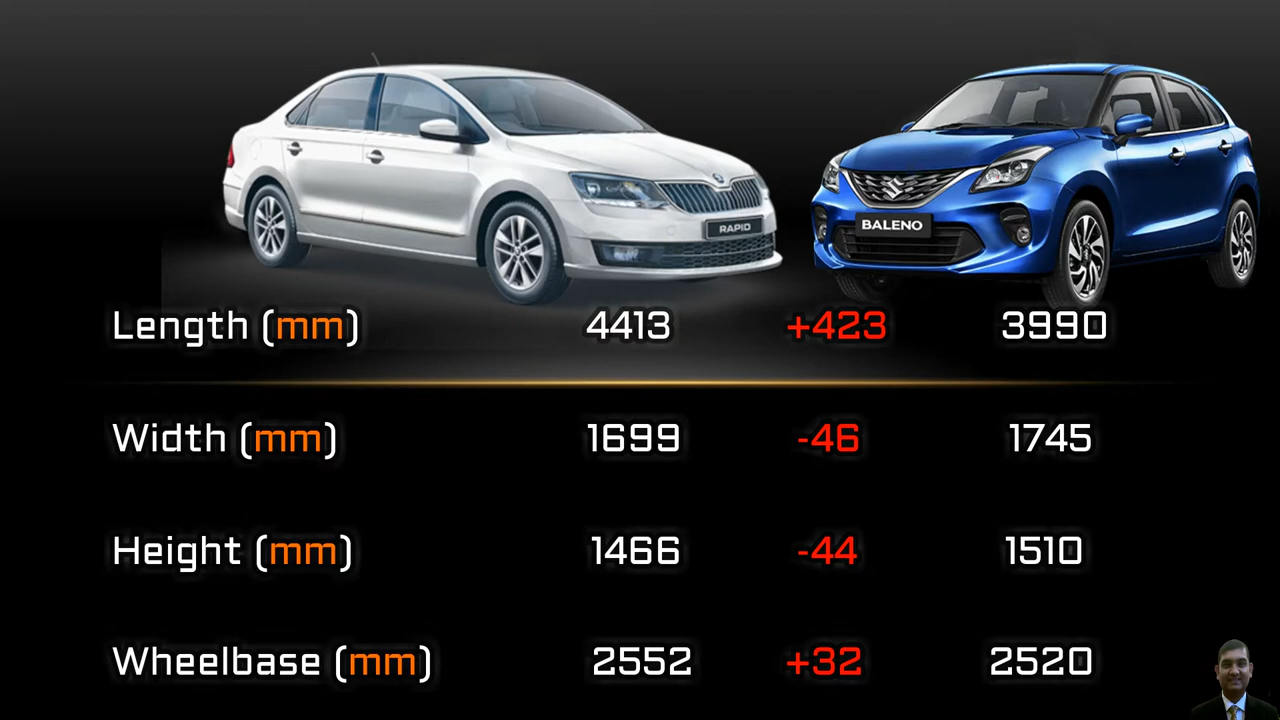 RAPID
BALENO
Length (mm) 4413 +423 3990
Width (mm) 1699 -46 1745
Height (mm) 1466 -44 1510
Wheelbase (mm) 2552 +32 2520